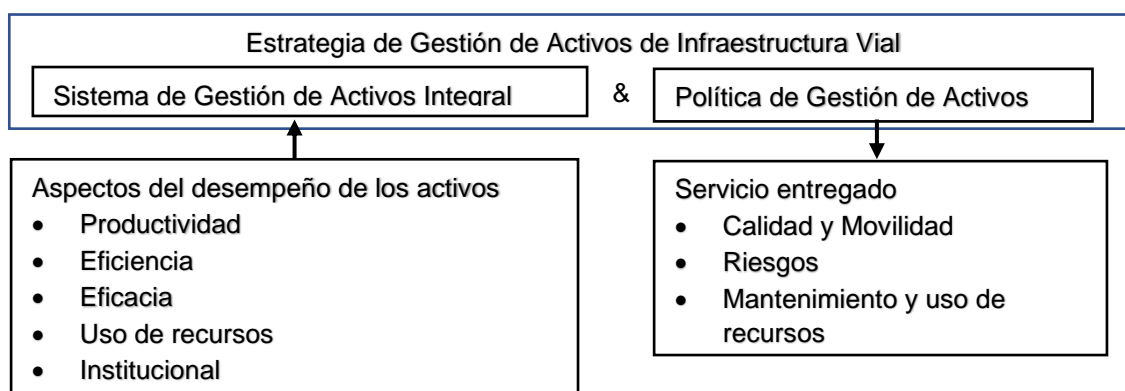 Estrategia de Gestión de Activos de Infraestructura Vial
Sistema de Gestión de Activos Integral
&
Política de Gestión de Activos
Aspectos del desempeño de los activos
• Productividad
• Eficiencia
• Eficacia
• Uso de recursos
• Institucional
Servicio entregado
• Calidad y Movilidad
• Riesgos
• Mantenimiento y uso de
recursos